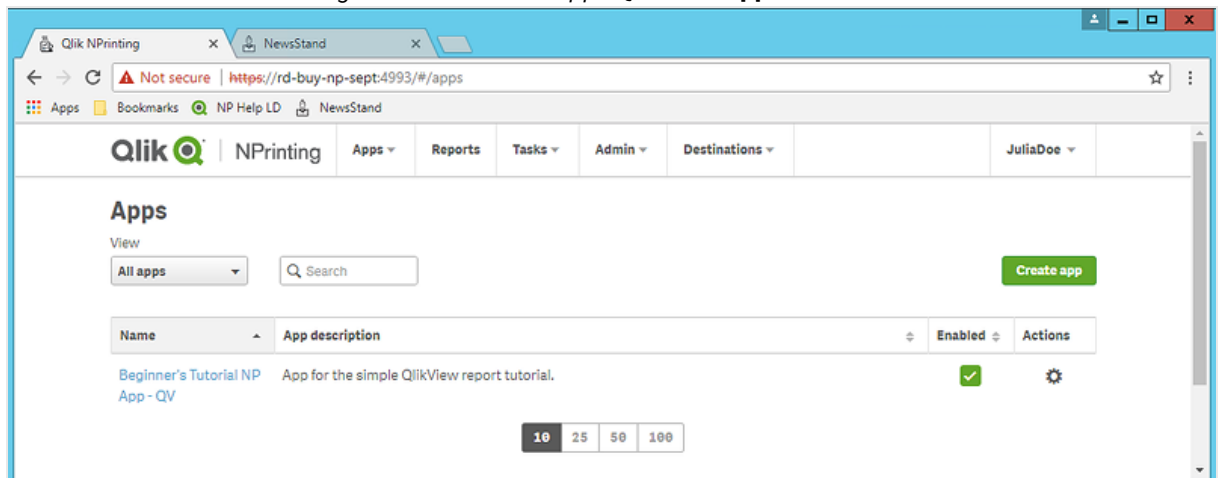 Qlik NPrinting
NewsStand
Not secure | https://rd-buy-np-sept:4993/#/apps
Apps Bookmarks NP Help LD NewsStand
Qlik NPrinting Apps Reports Tasks Admin Destinations JuliaDoe
Apps
View
All apps Search Create app
Name App description Enabled Actions
Beginner's Tutorial NP App for the simple QlikView report tutorial.
App - QV
10 25 50 100